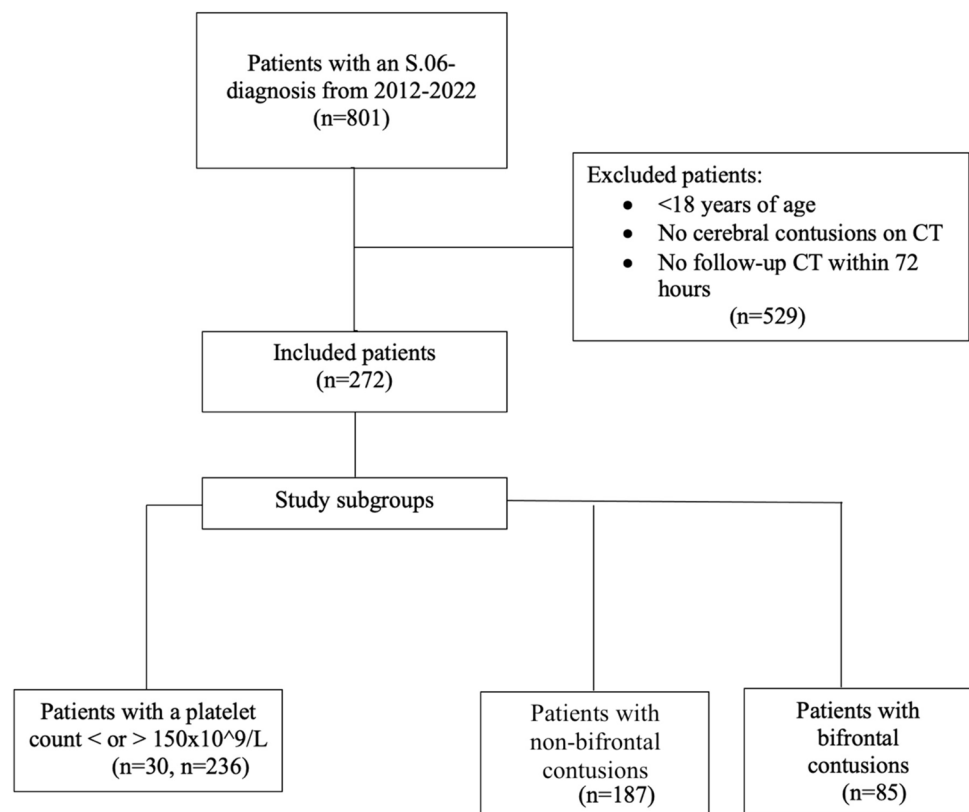 Patients with an S.06-
diagnosis from 2012-2022
(n=801)
Excluded patients:
• <18 years of age
• No cerebral contusions on CT
• No follow-up CT within 72
hours
(n=529)
Included patients
(n=272)
Study subgroups
Patients with a platelet
count < or > 150x10^9/L
(n=30, n=236)
Patients with
non-bifrontal
contusions
(n=187)
Patients with
bifrontal
contusions
(n=85)